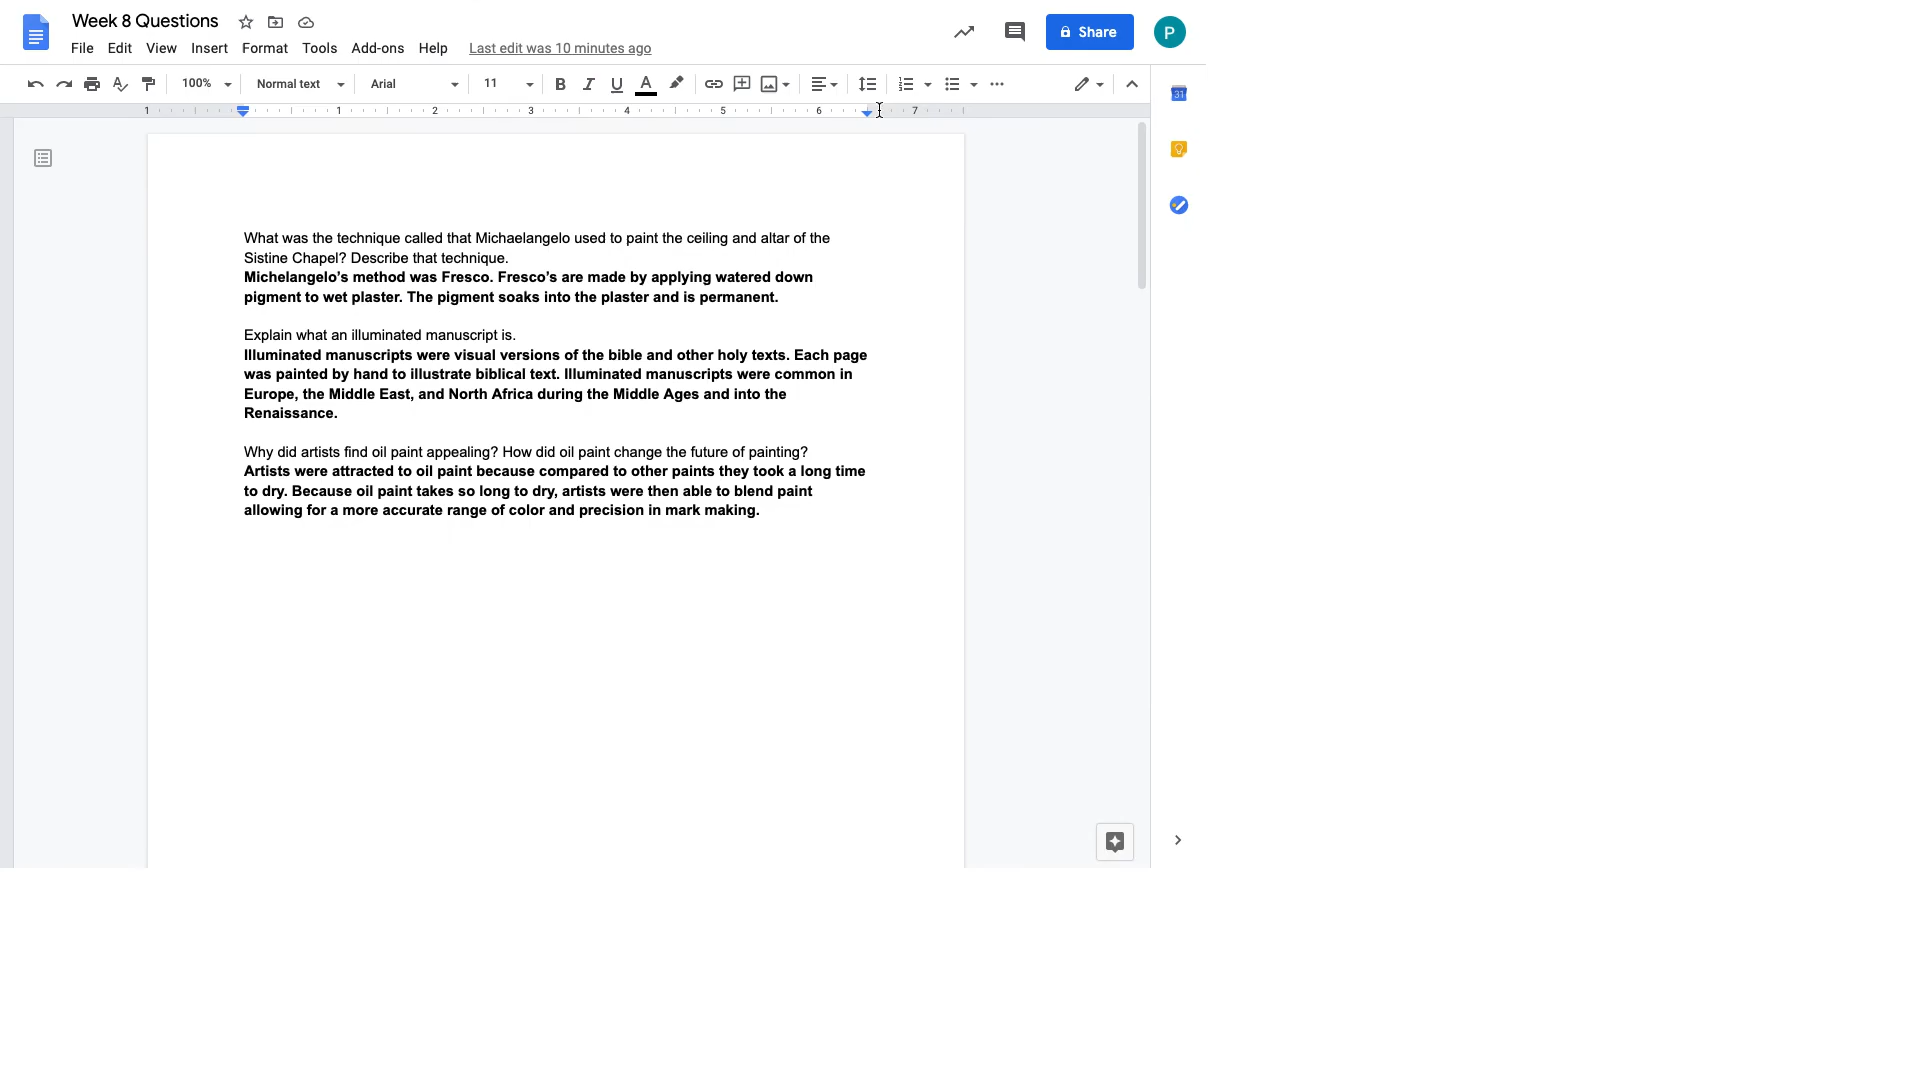 Week 8 Questions
File Edit View Insert Format Tools Add-ons Help Last edit was 10 minutes ago
Share
P
100% Normal text Arial 11 B I U A
31
1 1 2 3 4 5 6 7
What was the technique called that Michaelangelo used to paint the ceiling and altar of the
Sistine Chapel? Describe that technique.
Michelangelo’s method was Fresco. Fresco’s are made by applying watered down
pigment to wet plaster. The pigment soaks into the plaster and is permanent.
Explain what an illuminated manuscript is.
Illuminated manuscripts were visual versions of the bible and other holy texts. Each page
was painted by hand to illustrate biblical text. Illuminated manuscripts were common in
Europe, the Middle East, and North Africa during the Middle Ages and into the
Renaissance.
Why did artists find oil paint appealing? How did oil paint change the future of painting?
Artists were attracted to oil paint because compared to other paints they took a long time
to dry. Because oil paint takes so long to dry, artists were then able to blend paint
allowing for a more accurate range of color and precision in mark making.